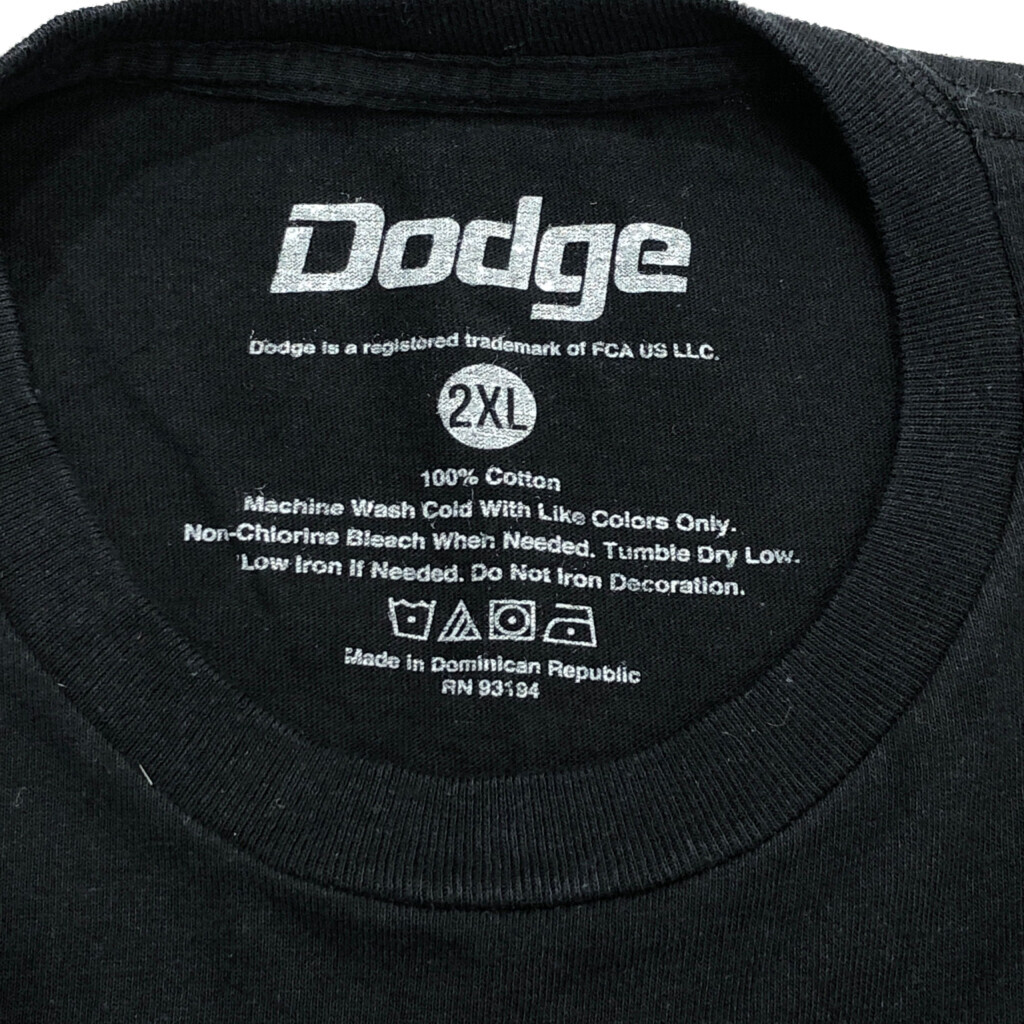 Dodge
Dodge is a registered trademark of FCA US LLC.
2XL
100% Cotton
Machine Wash Cold With Like Colors Only.
Non-Chlorine Bleach When Needed. Tumble Dry Low.
Low Iron If Needed. Do Not Iron Decoration.
Made in Dominican Republic
RN 93194